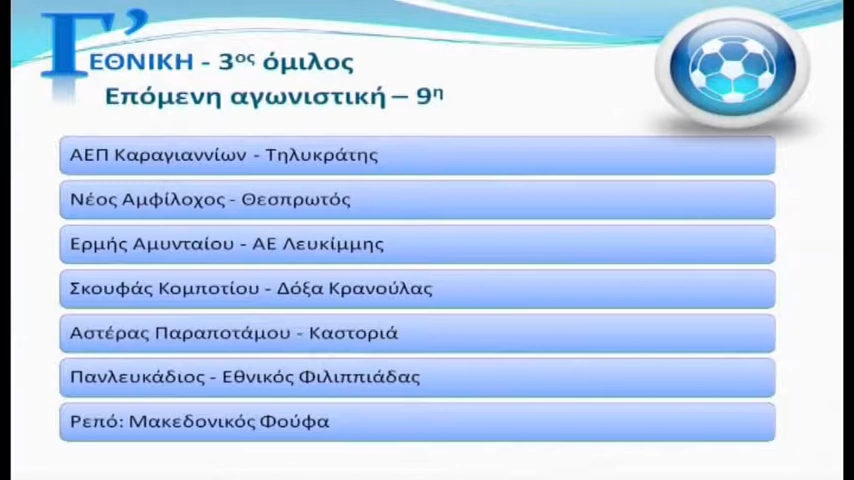 Γ' ΕΘΝΙΚΗ - 3ος όμιλος
Επόμενη αγωνιστική – 9η
ΑΕΠ Καραγιαννίων - Τηλυκράτης
Νέος Αμφίλοχος - Θεσπρωτός
Ερμής Αμυνταίου - ΑΕ Λευκίμμης
Σκουφάς Κομποτίου - Δόξα Κρανούλας
Αστέρας Παραποτάμου - Καστοριά
Πανλευκάδιος - Εθνικός Φιλιππιάδας
Ρεπό: Μακεδονικός Φούφα